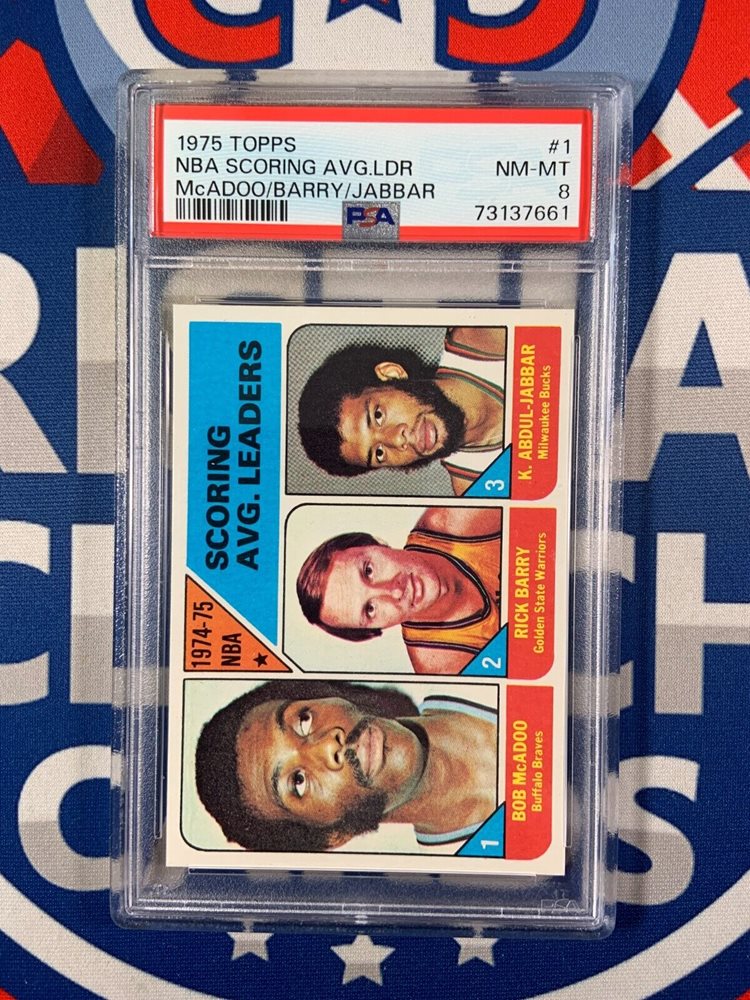 1975 TOPPS #1
NBA SCORING AVG.LDR NM-MT
McADOO/BARRY/JABBAR 8
PSA 73137661
1974-75
NBA
SCORING
AVG. LEADERS
1
BOB McADOO
Buffalo Braves
2
RICK BARRY
Golden State Warriors
3
K. ABDUL-JABBAR
Milwaukee Bucks